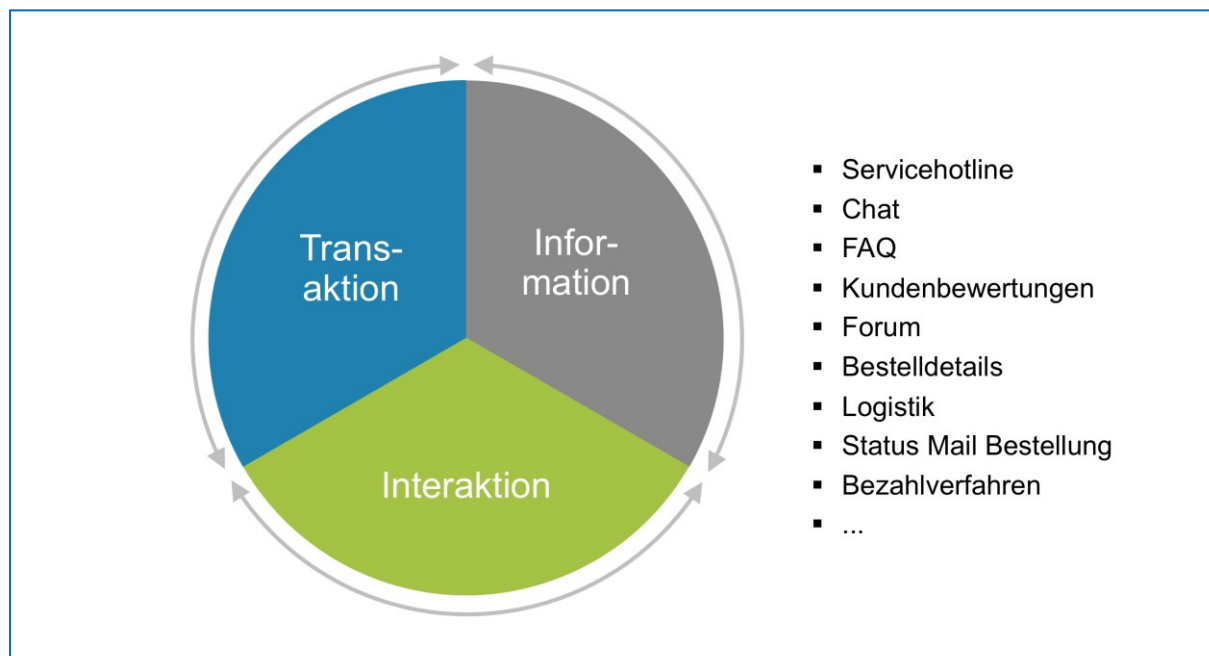 Trans-
aktion
Infor-
mation
Interaktion
▪ Servicehotline
▪ Chat
▪ FAQ
▪ Kundenbewertungen
▪ Forum
▪ Bestelldetails
▪ Logistik
▪ Status Mail Bestellung
▪ Bezahlverfahren
▪ ...